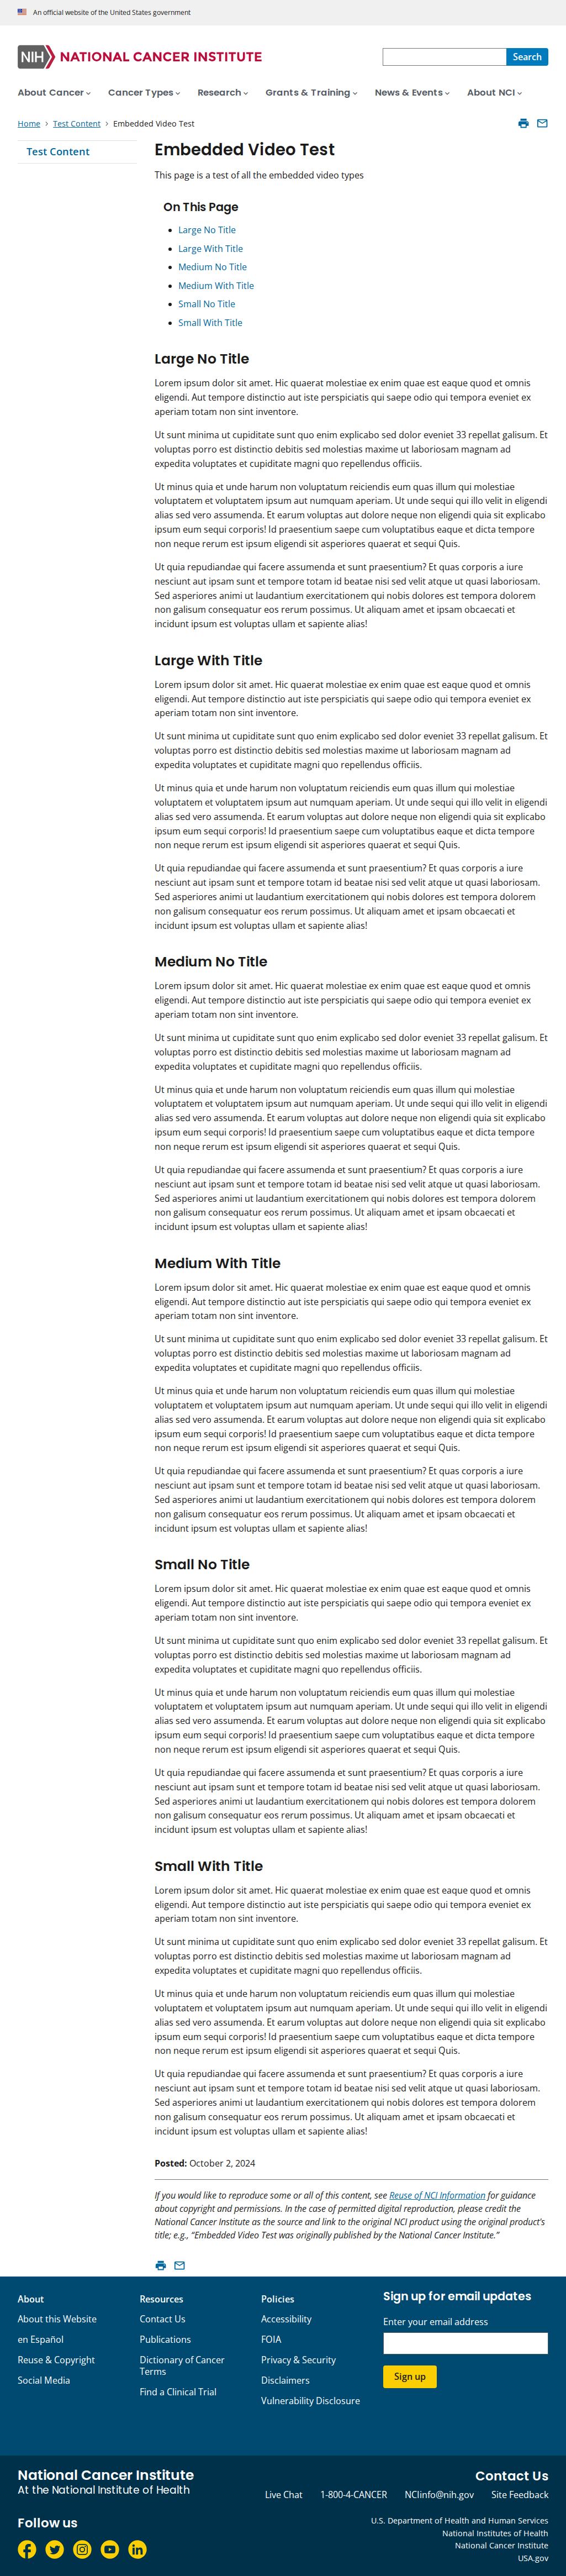 An official website of the United States government
NIH NATIONAL CANCER INSTITUTE
Search
About Cancer
Cancer Types
Research
Grants & Training
News & Events
About NCI
Home > Test Content > Embedded Video Test
Test Content
Embedded Video Test
This page is a test of all the embedded video types
On This Page
Large No Title
Large With Title
Medium No Title
Medium With Title
Small No Title
Small With Title
Large No Title
Lorem ipsum dolor sit amet. Hic quaerat molestiae ex enim quae est eaque quod et omnis
eligendi. Aut tempore distinctio aut iste perspiciatis qui saepe odio qui tempora eveniet ex
aperiam totam non sint inventore.
Ut sunt minima ut cupiditate sunt quo enim explicabo sed dolor eveniet 33 repellat galisum. Et
voluptas porro est distinctio debitis sed molestias maxime ut laboriosam magnam ad
expedita voluptates et cupiditate magni quo repellendus officiis.
Ut minus quia et unde harum non voluptatum reiciendis eum quas illum qui molestiae
voluptatem et voluptatem ipsum aut numquam aperiam. Ut unde sequi qui illo velit in eligendi
alias sed vero assumenda. Et earum voluptas aut dolore neque non eligendi quia sit explicabo
ipsum eum sequi corporis! Id praesentium saepe cum voluptatibus eaque et dicta tempore
non neque rerum est ipsum eligendi sit asperiores quaerat et sequi Quis.
Ut quia repudiandae qui facere assumenda et sunt praesentium? Et quas corporis a iure
nesciunt aut ipsam sunt et tempore totam id beatae nisi sed velit atque ut quasi laboriosam.
Sed asperiores animi ut laudantium exercitationem qui nobis dolores est tempora dolorem
non galisum consequatur eos rerum possimus. Ut aliquam amet et ipsam obcaecati et
incidunt ipsum est voluptas ullam et sapiente alias!
Large With Title
Lorem ipsum dolor sit amet. Hic quaerat molestiae ex enim quae est eaque quod et omnis
eligendi. Aut tempore distinctio aut iste perspiciatis qui saepe odio qui tempora eveniet ex
aperiam totam non sint inventore.
Ut sunt minima ut cupiditate sunt quo enim explicabo sed dolor eveniet 33 repellat galisum. Et
voluptas porro est distinctio debitis sed molestias maxime ut laboriosam magnam ad
expedita voluptates et cupiditate magni quo repellendus officiis.
Ut minus quia et unde harum non voluptatum reiciendis eum quas illum qui molestiae
voluptatem et voluptatem ipsum aut numquam aperiam. Ut unde sequi qui illo velit in eligendi
alias sed vero assumenda. Et earum voluptas aut dolore neque non eligendi quia sit explicabo
ipsum eum sequi corporis! Id praesentium saepe cum voluptatibus eaque et dicta tempore
non neque rerum est ipsum eligendi sit asperiores quaerat et sequi Quis.
Ut quia repudiandae qui facere assumenda et sunt praesentium? Et quas corporis a iure
nesciunt aut ipsam sunt et tempore totam id beatae nisi sed velit atque ut quasi laboriosam.
Sed asperiores animi ut laudantium exercitationem qui nobis dolores est tempora dolorem
non galisum consequatur eos rerum possimus. Ut aliquam amet et ipsam obcaecati et
incidunt ipsum est voluptas ullam et sapiente alias!
Medium No Title
Lorem ipsum dolor sit amet. Hic quaerat molestiae ex enim quae est eaque quod et omnis
eligendi. Aut tempore distinctio aut iste perspiciatis qui saepe odio qui tempora eveniet ex
aperiam totam non sint inventore.
Ut sunt minima ut cupiditate sunt quo enim explicabo sed dolor eveniet 33 repellat galisum. Et
voluptas porro est distinctio debitis sed molestias maxime ut laboriosam magnam ad
expedita voluptates et cupiditate magni quo repellendus officiis.
Ut minus quia et unde harum non voluptatum reiciendis eum quas illum qui molestiae
voluptatem et voluptatem ipsum aut numquam aperiam. Ut unde sequi qui illo velit in eligendi
alias sed vero assumenda. Et earum voluptas aut dolore neque non eligendi quia sit explicabo
ipsum eum sequi corporis! Id praesentium saepe cum voluptatibus eaque et dicta tempore
non neque rerum est ipsum eligendi sit asperiores quaerat et sequi Quis.
Ut quia repudiandae qui facere assumenda et sunt praesentium? Et quas corporis a iure
nesciunt aut ipsam sunt et tempore totam id beatae nisi sed velit atque ut quasi laboriosam.
Sed asperiores animi ut laudantium exercitationem qui nobis dolores est tempora dolorem
non galisum consequatur eos rerum possimus. Ut aliquam amet et ipsam obcaecati et
incidunt ipsum est voluptas ullam et sapiente alias!
Medium With Title
Lorem ipsum dolor sit amet. Hic quaerat molestiae ex enim quae est eaque quod et omnis
eligendi. Aut tempore distinctio aut iste perspiciatis qui saepe odio qui tempora eveniet ex
aperiam totam non sint inventore.
Ut sunt minima ut cupiditate sunt quo enim explicabo sed dolor eveniet 33 repellat galisum. Et
voluptas porro est distinctio debitis sed molestias maxime ut laboriosam magnam ad
expedita voluptates et cupiditate magni quo repellendus officiis.
Ut minus quia et unde harum non voluptatum reiciendis eum quas illum qui molestiae
voluptatem et voluptatem ipsum aut numquam aperiam. Ut unde sequi qui illo velit in eligendi
alias sed vero assumenda. Et earum voluptas aut dolore neque non eligendi quia sit explicabo
ipsum eum sequi corporis! Id praesentium saepe cum voluptatibus eaque et dicta tempore
non neque rerum est ipsum eligendi sit asperiores quaerat et sequi Quis.
Ut quia repudiandae qui facere assumenda et sunt praesentium? Et quas corporis a iure
nesciunt aut ipsam sunt et tempore totam id beatae nisi sed velit atque ut quasi laboriosam.
Sed asperiores animi ut laudantium exercitationem qui nobis dolores est tempora dolorem
non galisum consequatur eos rerum possimus. Ut aliquam amet et ipsam obcaecati et
incidunt ipsum est voluptas ullam et sapiente alias!
Small No Title
Lorem ipsum dolor sit amet. Hic quaerat molestiae ex enim quae est eaque quod et omnis
eligendi. Aut tempore distinctio aut iste perspiciatis qui saepe odio qui tempora eveniet ex
aperiam totam non sint inventore.
Ut sunt minima ut cupiditate sunt quo enim explicabo sed dolor eveniet 33 repellat galisum. Et
voluptas porro est distinctio debitis sed molestias maxime ut laboriosam magnam ad
expedita voluptates et cupiditate magni quo repellendus officiis.
Ut minus quia et unde harum non voluptatum reiciendis eum quas illum qui molestiae
voluptatem et voluptatem ipsum aut numquam aperiam. Ut unde sequi qui illo velit in eligendi
alias sed vero assumenda. Et earum voluptas aut dolore neque non eligendi quia sit explicabo
ipsum eum sequi corporis! Id praesentium saepe cum voluptatibus eaque et dicta tempore
non neque rerum est ipsum eligendi sit asperiores quaerat et sequi Quis.
Ut quia repudiandae qui facere assumenda et sunt praesentium? Et quas corporis a iure
nesciunt aut ipsam sunt et tempore totam id beatae nisi sed velit atque ut quasi laboriosam.
Sed asperiores animi ut laudantium exercitationem qui nobis dolores est tempora dolorem
non galisum consequatur eos rerum possimus. Ut aliquam amet et ipsam obcaecati et
incidunt ipsum est voluptas ullam et sapiente alias!
Small With Title
Lorem ipsum dolor sit amet. Hic quaerat molestiae ex enim quae est eaque quod et omnis
eligendi. Aut tempore distinctio aut iste perspiciatis qui saepe odio qui tempora eveniet ex
aperiam totam non sint inventore.
Ut sunt minima ut cupiditate sunt quo enim explicabo sed dolor eveniet 33 repellat galisum. Et
voluptas porro est distinctio debitis sed molestias maxime ut laboriosam magnam ad
expedita voluptates et cupiditate magni quo repellendus officiis.
Ut minus quia et unde harum non voluptatum reiciendis eum quas illum qui molestiae
voluptatem et voluptatem ipsum aut numquam aperiam. Ut unde sequi qui illo velit in eligendi
alias sed vero assumenda. Et earum voluptas aut dolore neque non eligendi quia sit explicabo
ipsum eum sequi corporis! Id praesentium saepe cum voluptatibus eaque et dicta tempore
non neque rerum est ipsum eligendi sit asperiores quaerat et sequi Quis.
Ut quia repudiandae qui facere assumenda et sunt praesentium? Et quas corporis a iure
nesciunt aut ipsam sunt et tempore totam id beatae nisi sed velit atque ut quasi laboriosam.
Sed asperiores animi ut laudantium exercitationem qui nobis dolores est tempora dolorem
non galisum consequatur eos rerum possimus. Ut aliquam amet et ipsam obcaecati et
incidunt ipsum est voluptas ullam et sapiente alias!
Posted: October 2, 2024
If you would like to reproduce some or all of this content, see Reuse of NCI Information for guidance
about copyright and permissions. In the case of permitted digital reproduction, please credit the
National Cancer Institute as the source and link to the original NCI product using the original product's
title; e.g., “Embedded Video Test was originally published by the National Cancer Institute.”
About
About this Website
en Español
Reuse & Copyright
Social Media
Resources
Contact Us
Publications
Dictionary of Cancer
Terms
Find a Clinical Trial
Policies
Accessibility
FOIA
Privacy & Security
Disclaimers
Vulnerability Disclosure
Sign up for email updates
Enter your email address
Sign up
National Cancer Institute
At the National Institute of Health
Contact Us
Live Chat
1-800-4-CANCER
NCIinfo@nih.gov
Site Feedback
Follow us
U.S. Department of Health and Human Services
National Institutes of Health
National Cancer Institute
USA.gov